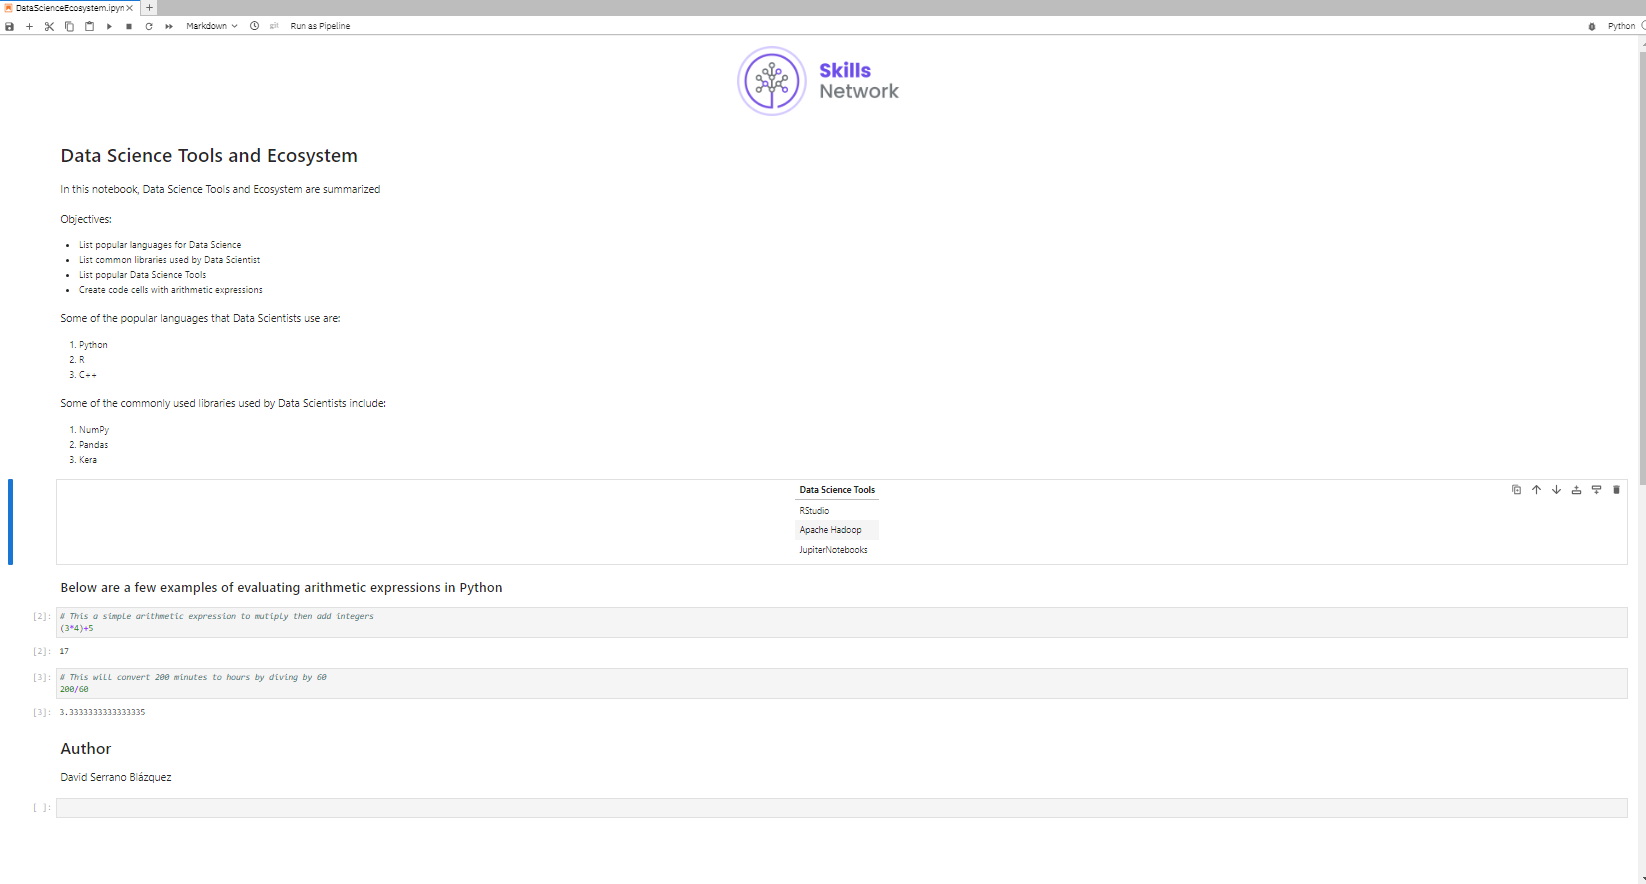 DataScienceEcosystem.ipyn
Markdown
git
Run as Pipeline
Python
Skills
Network
Data Science Tools and Ecosystem
In this notebook, Data Science Tools and Ecosystem are summarized
Objectives:
• List popular languages for Data Science
• List common libraries used by Data Scientist
• List popular Data Science Tools
• Create code cells with arithmetic expressions
Some of the popular languages that Data Scientists use are:
1. Python
2. R
3. C++
Some of the commonly used libraries used by Data Scientists include:
1. NumPy
2. Pandas
3. Kera
Data Science Tools
RStudio
Apache Hadoop
JupiterNotebooks
Below are a few examples of evaluating arithmetic expressions in Python
[2]: # This a simple arithmetic expression to mutiply then add integers
(3*4)+5
[2]: 17
[3]: # This will convert 200 minutes to hours by diving by 60
200/60
[3]: 3.3333333333333335
Author
David Serrano Blázquez
[ ]: